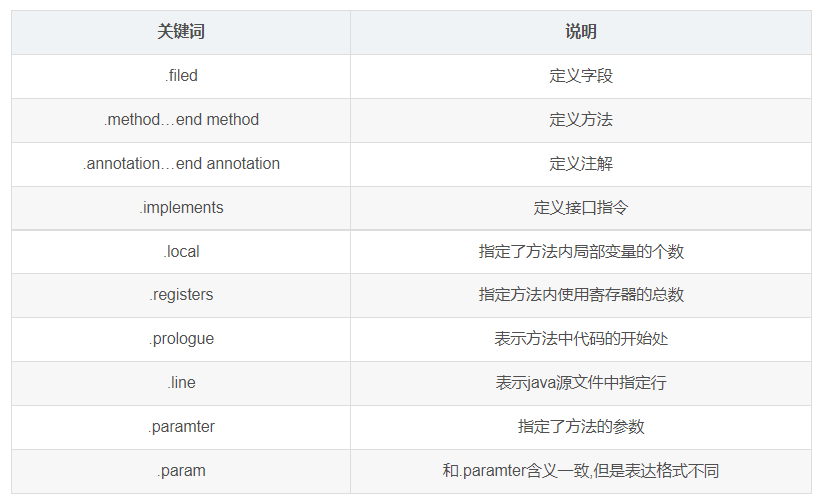 关键词 说明
.filed 定义字段
.method…end method 定义方法
.annotation…end annotation 定义注解
.implements 定义接口指令
.local 指定了方法内局部变量的个数
.registers 指定方法内使用寄存器的总数
.prologue 表示方法中代码的开始处
.line 表示java源文件中指定行
.paramter 指定了方法的参数
.param 和.paramter含义一致,但是表达格式不同